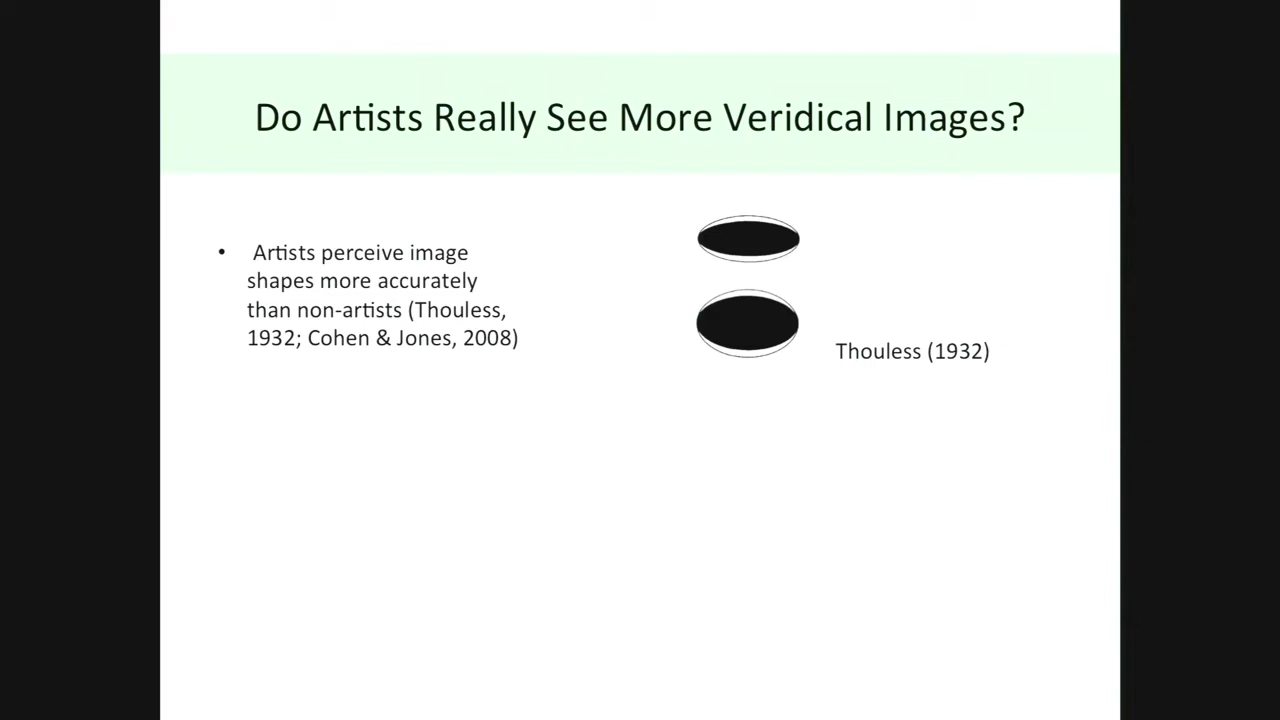 Do Artists Really See More Veridical Images?
• Artists perceive image
shapes more accurately
than non-artists (Thouless,
1932; Cohen & Jones, 2008)
Thouless (1932)